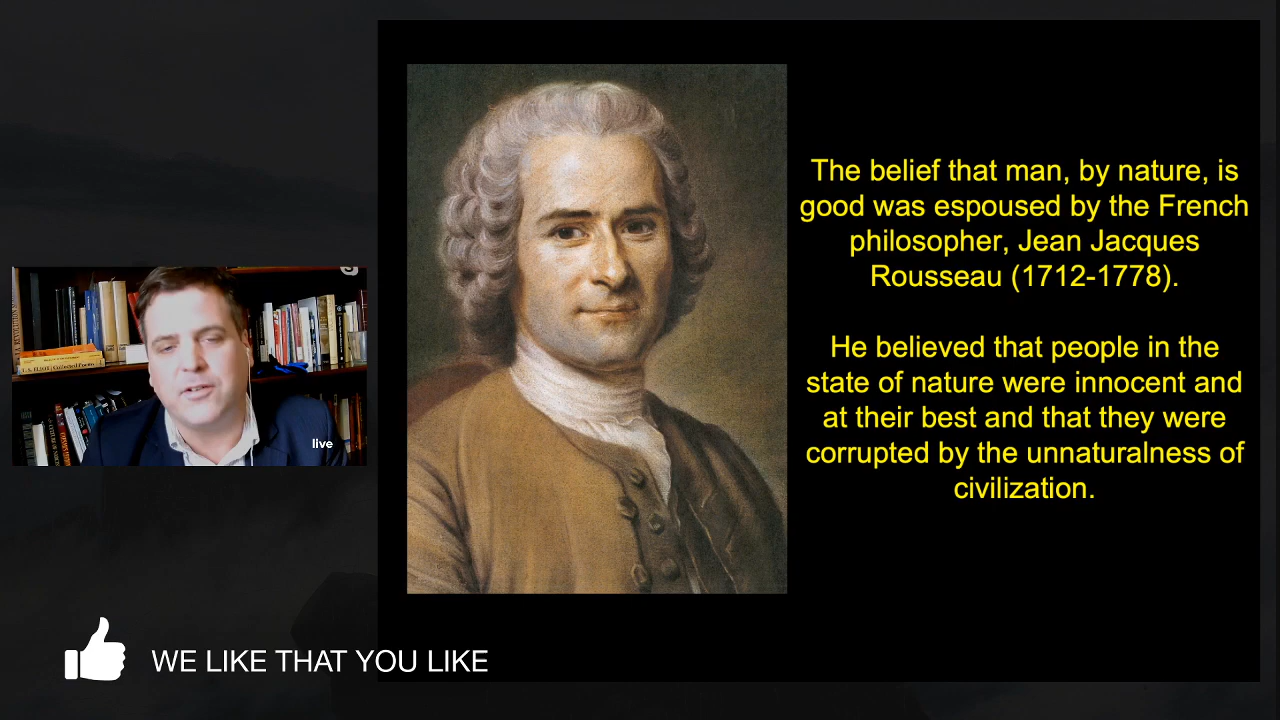 The belief that man, by nature, is
good was espoused by the French
philosopher, Jean Jacques
Rousseau (1712-1778).
He believed that people in the
state of nature were innocent and
at their best and that they were
corrupted by the unnaturalness of
civilization.
live
WE LIKE THAT YOU LIKE